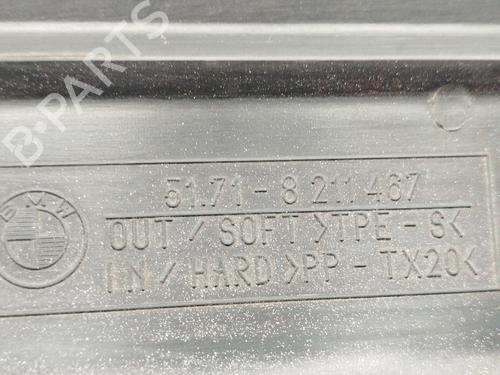 B-PARTS
BMW
51.71-8 211 467
OUT / SOFT >TPE-S<
IN / HARD >PP-TX20<